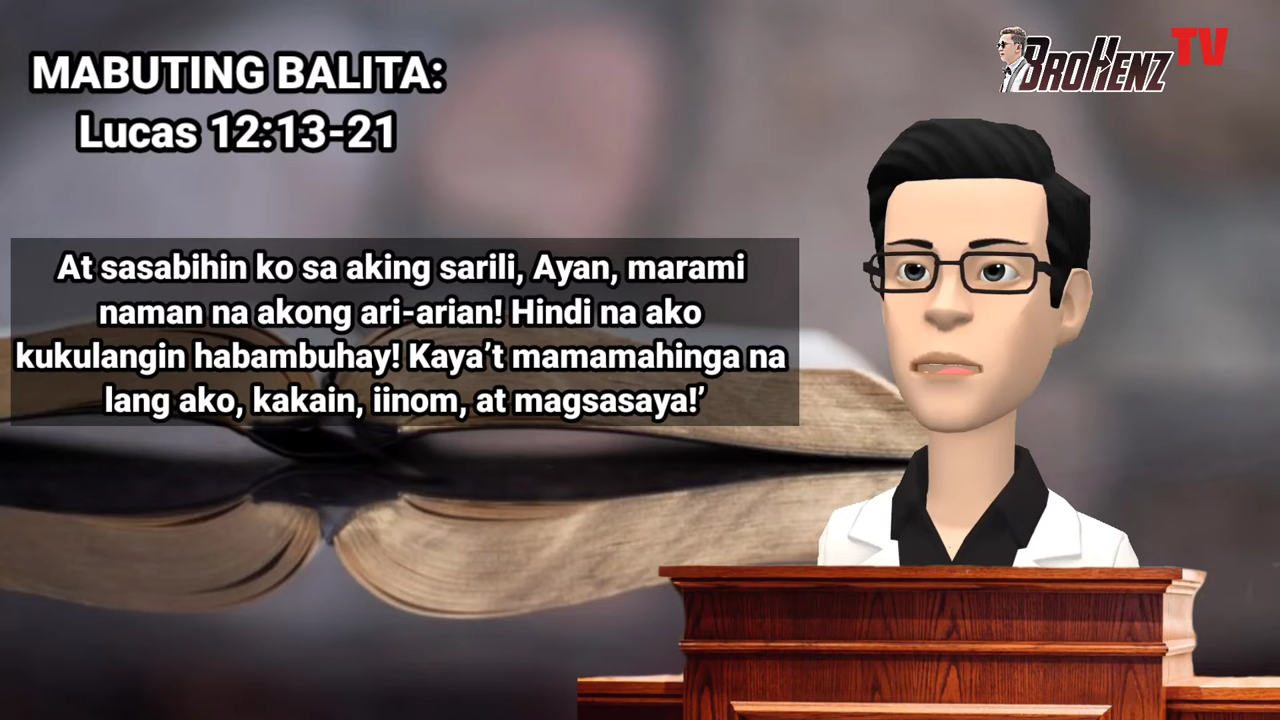 MABUTING BALITA:
Lucas 12:13-21
BROHENZ TV
At sasabihin ko sa aking sarili, Ayan, marami
naman na akong ari-arian! Hindi na ako
kukulangin habambuhay! Kaya’t mamamahinga na
lang ako, kakain, iinom, at magsasaya!’